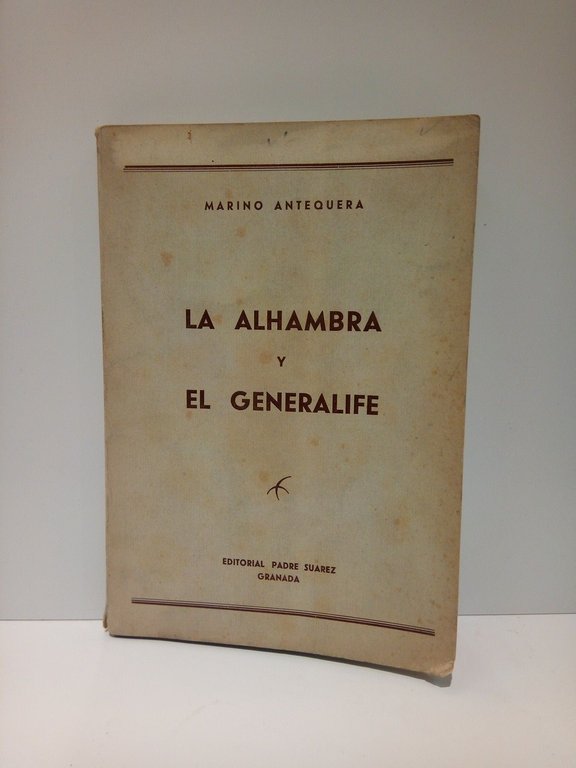 MARINO ANTEQUERA
LA ALHAMBRA
Y
EL GENERALIFE
EDITORIAL PADRE SUAREZ
GRANADA